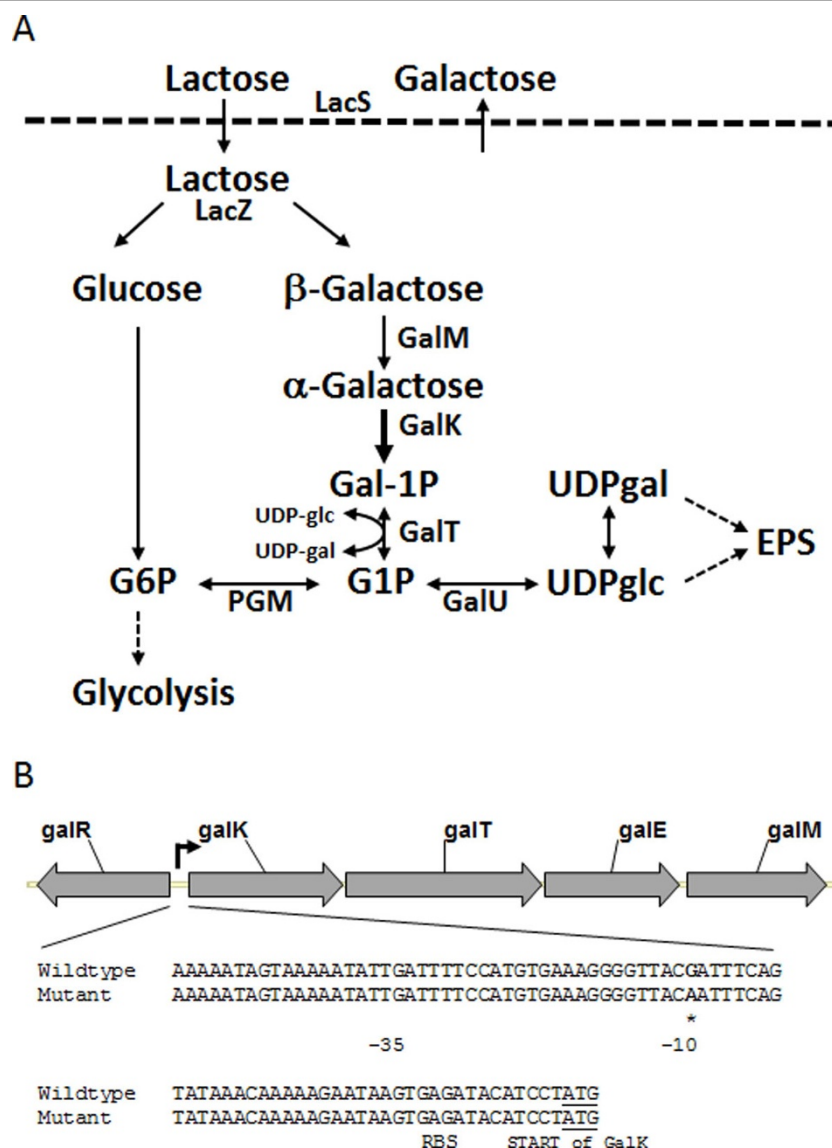 A
Lactose Galactose
LacS
Lactose
LacZ
Glucose β-Galactose
GalM
α-Galactose
GalK
Gal-1P UDPgal
UDP-glc
GalT
UDP-gal
EPS
G6P G1P UDPglc
PGM GalU
Glycolysis
B
galR galK galT galE galM
Wildtype AAAAATAGTAAAAATATTGATTTTCCATGTGAAAGGGGTTACGATTTCAG
Mutant AAAAATAGTAAAAATATTGATTTTCCATGTGAAAGGGGTTACAATTTCAG
*
-35 -10
Wildtype TATAAACAAAAAGAATAAGTGAGATACATCCTATG
Mutant TATAAACAAAAAGAATAAGTGAGATACATCCTATG
RBS START of GalK